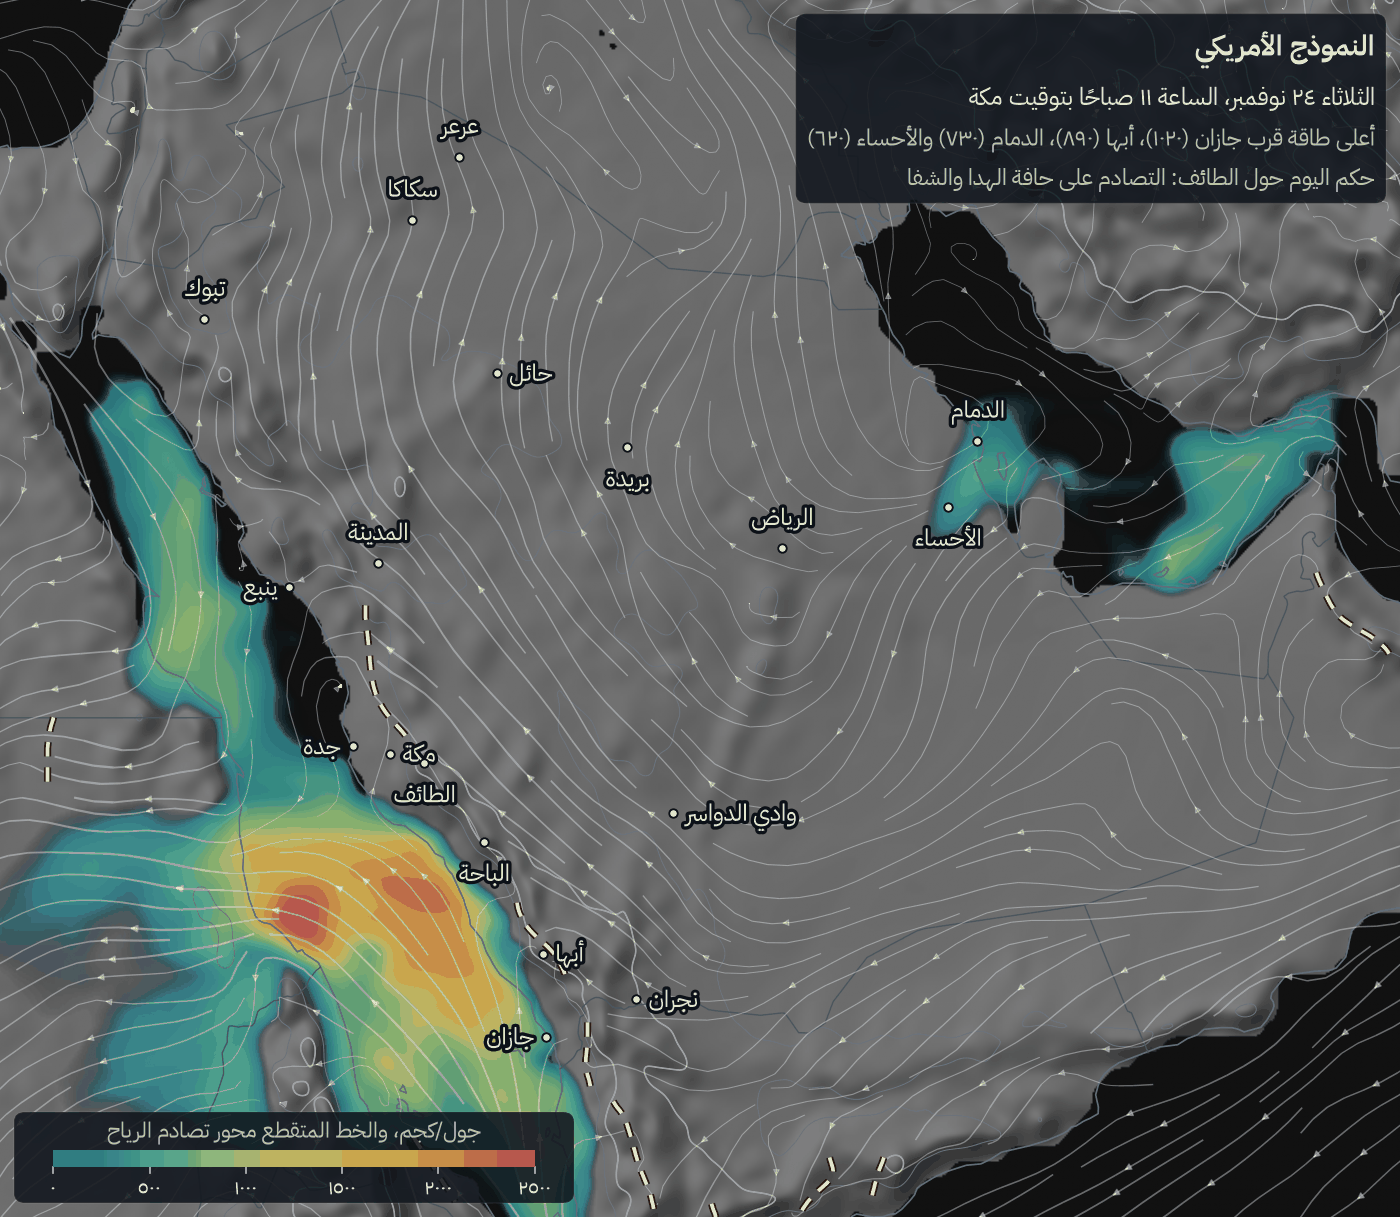 النموذج الأمريكي
الثلاثاء ٢٤ نوفمبر، الساعة ١١ صباحًا بتوقيت مكة
أعلى طاقة قرب جازان (١٠٢٠)، أبها (٨٩٠)، الدمام (٧٣٠) والأحساء (٦٢٠)
حكم اليوم حول الطائف: التصادم على حافة الهدا والشفا
عرعر
سكاكا
تبوك
حائل
الدمام
بريدة
الرياض
الأحساء
المدينة
ينبع
جدة
مكة
الطائف
وادي الدواسر
الباحة
أبها
نجران
جازان
جول/كجم، والخط المتقطع محور تصادم الرياح
٠ ٥٠٠ ١٠٠٠ ١٥٠٠ ٢٠٠٠ ٢٥٠٠